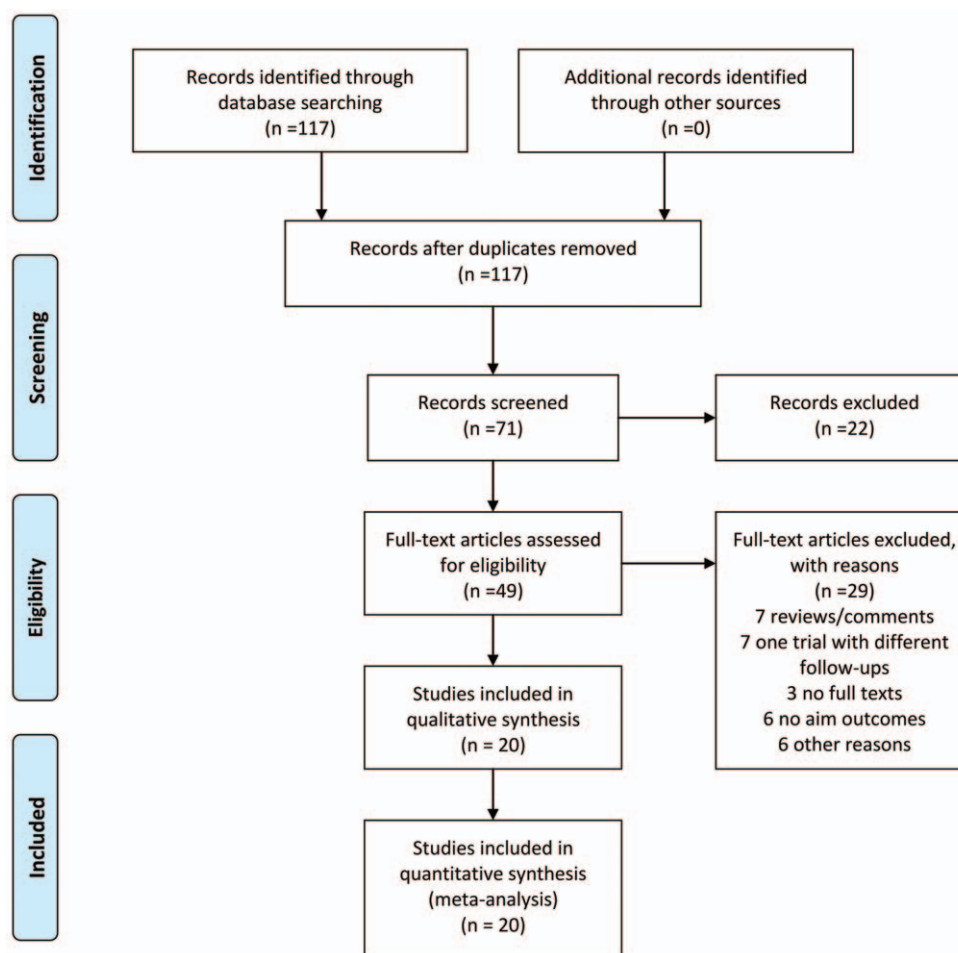 Identification
Records identified through
database searching
(n =117)
Additional records identified
through other sources
(n =0)
Records after duplicates removed
(n =117)
Screening
Records screened
(n =71)
Records excluded
(n =22)
Eligibility
Full-text articles assessed
for eligibility
(n =49)
Full-text articles excluded,
with reasons
(n =29)
7 reviews/comments
7 one trial with different
follow-ups
3 no full texts
6 no aim outcomes
6 other reasons
Studies included in
qualitative synthesis
(n = 20)
Included
Studies included in
quantitative synthesis
(meta-analysis)
(n = 20)